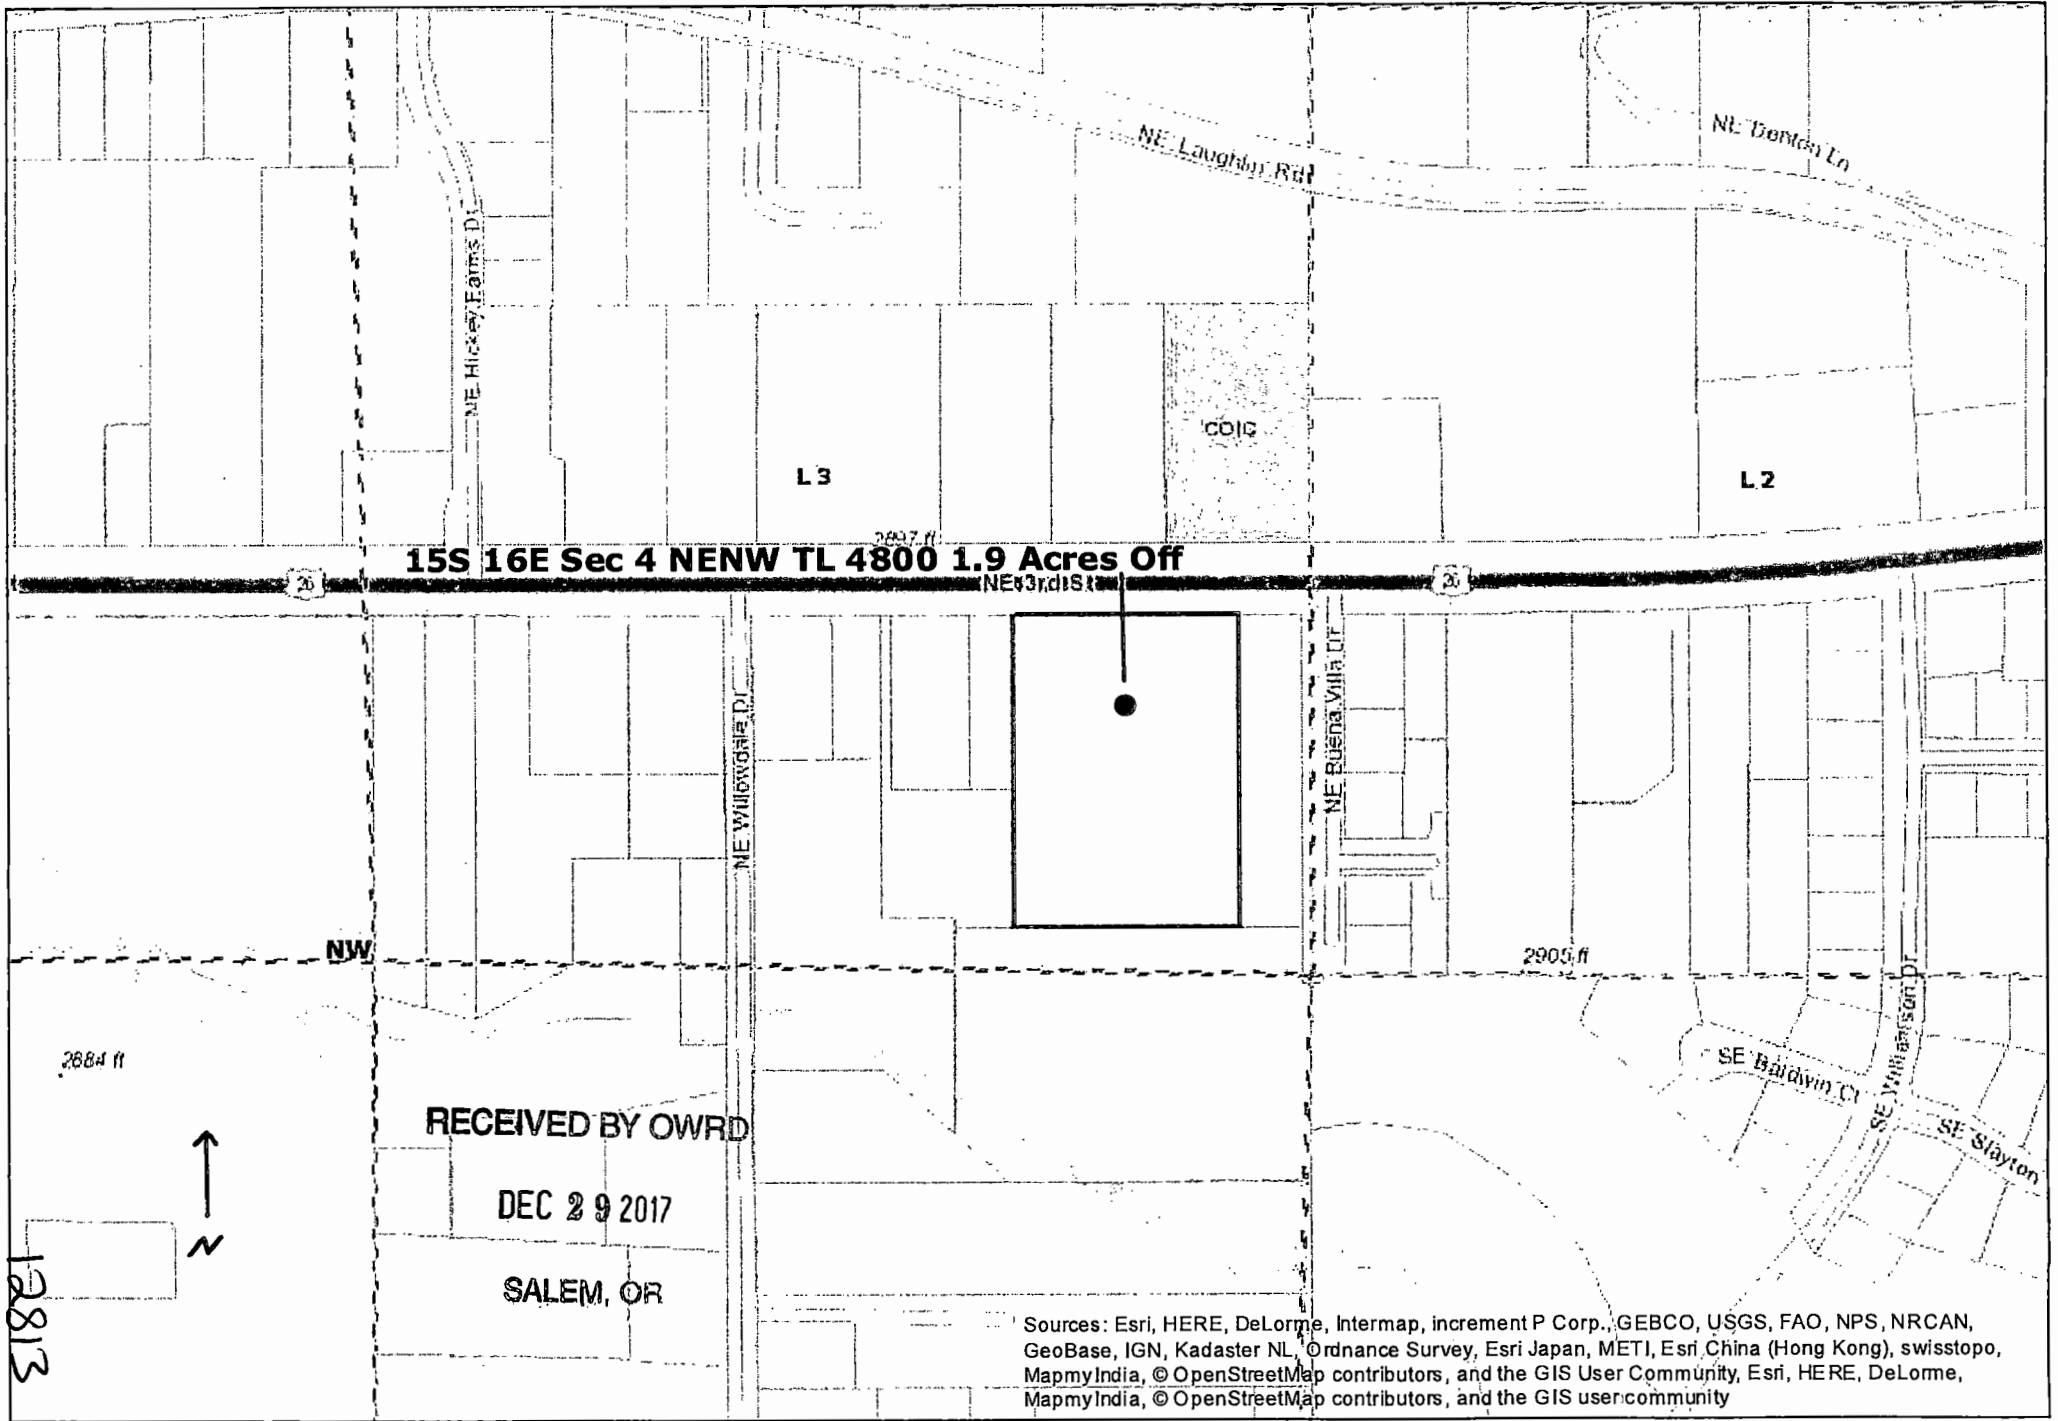 NE Laughlin Rd
NE Denton Ln
NE Hickey Farms Dr
COIC
L 3
L 2
2897 ft
15S 16E Sec 4 NENW TL 4800 1.9 Acres Off
26
NE 3rd St
26
NE Willowdale Dr
NE Buena Villa Dr
NW
2905 ft
2884 ft
SE Williamson Dr
SE Baldwin Ct
SE Slayton
RECEIVED BY OWRD
DEC 29 2017
SALEM, OR
N
12813
Sources: Esri, HERE, DeLorme, Intermap, increment P Corp., GEBCO, USGS, FAO, NPS, NRCAN,
GeoBase, IGN, Kadaster NL, Ordnance Survey, Esri Japan, METI, Esri China (Hong Kong), swisstopo,
MapmyIndia, © OpenStreetMap contributors, and the GIS User Community, Esri, HERE, DeLorme,
MapmyIndia, © OpenStreetMap contributors, and the GIS user community